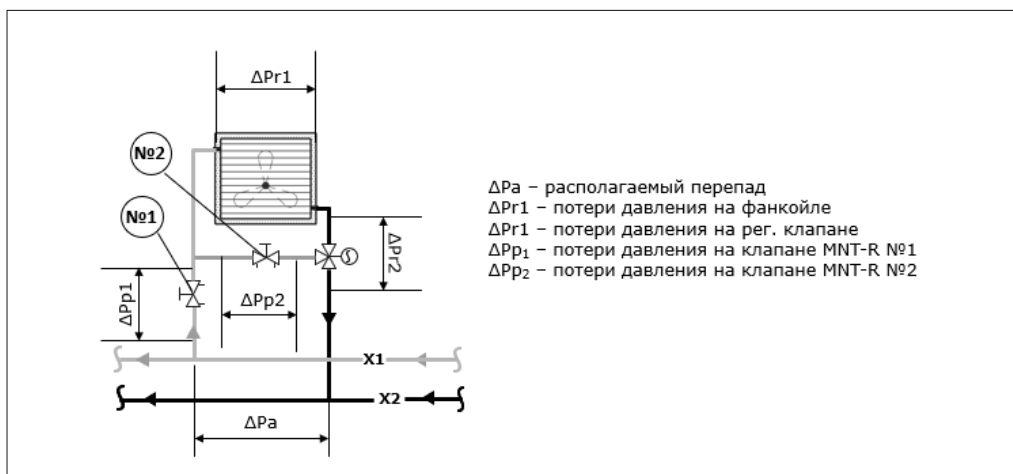 ΔPr1
№2
№1
ΔPr2
ΔPp1
ΔPp2
X1
X2
ΔPa
ΔPa – располагаемый перепад
ΔPr1 – потери давления на фанкойле
ΔPr1 – потери давления на рег. клапане
ΔPp₁ – потери давления на клапане MNT-R №1
ΔPp₂ – потери давления на клапане MNT-R №2